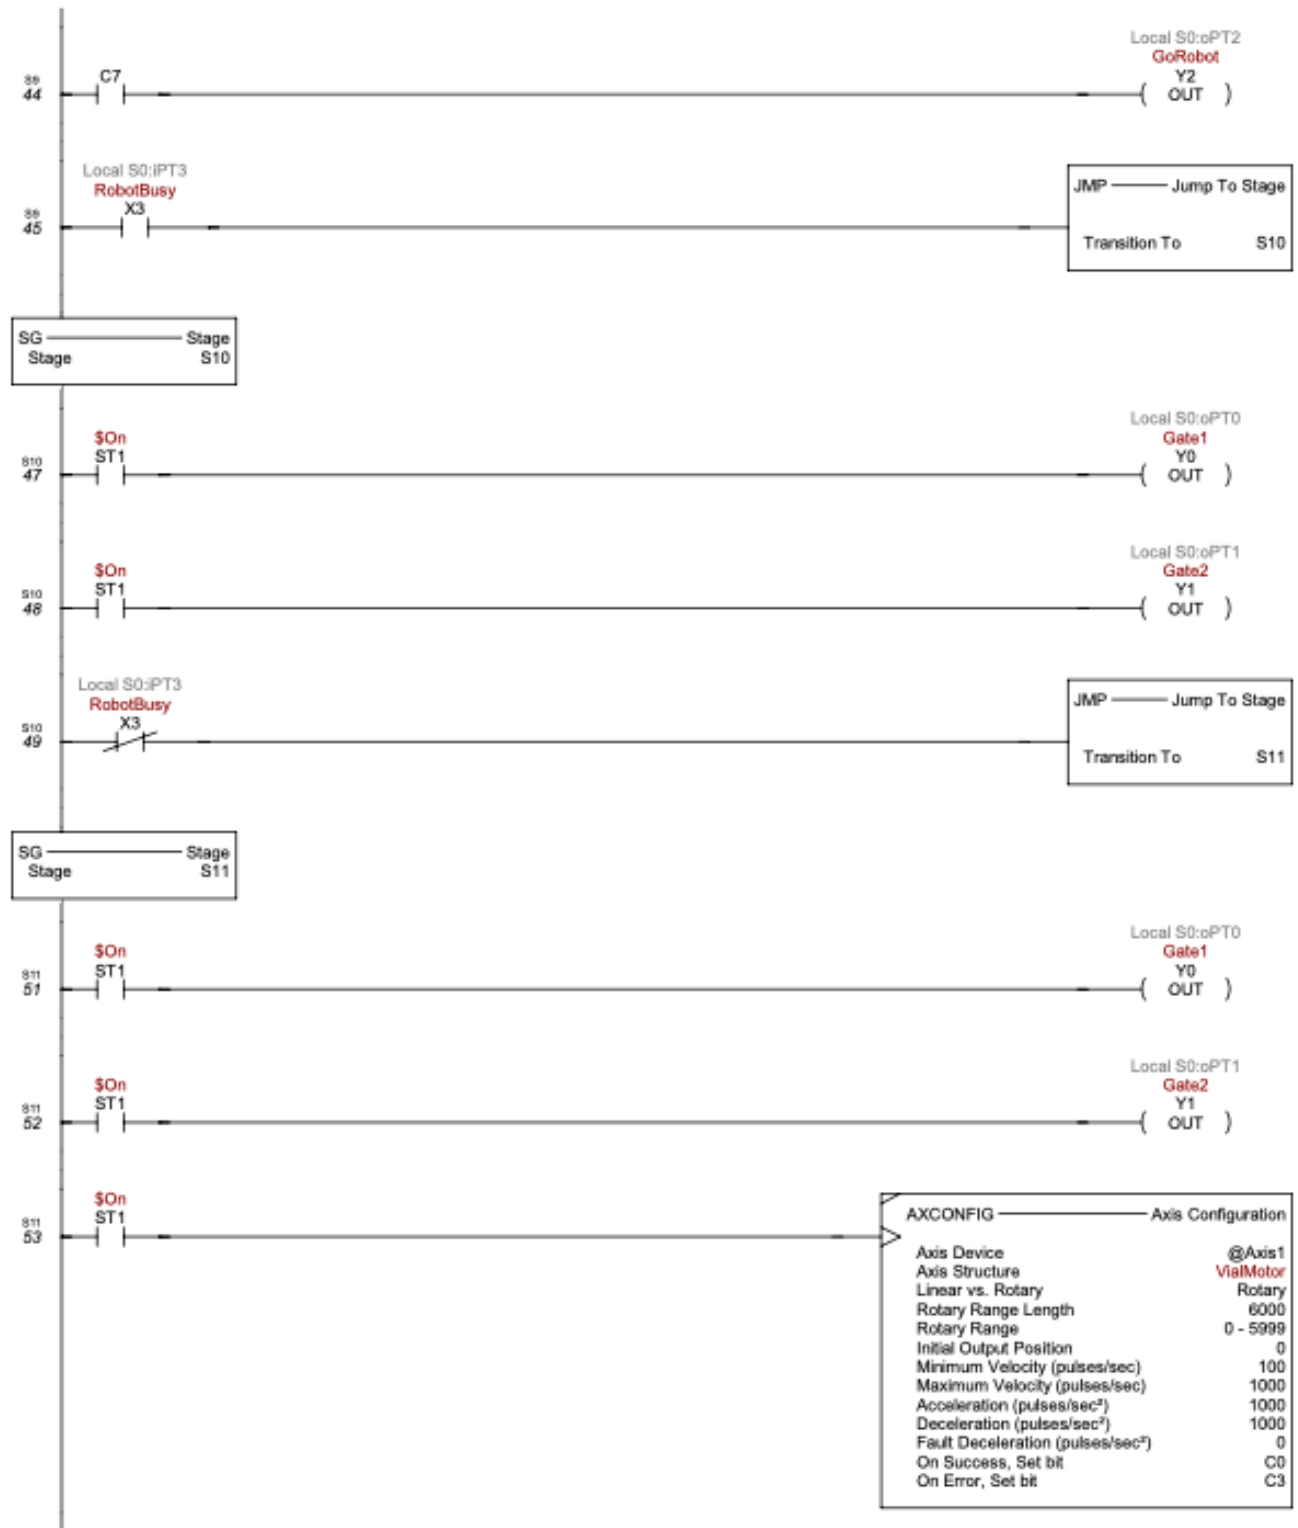 Local S0:oPT2
GoRobot
C7
Y2
S9
44
OUT
Local S0:iPT3
RobotBusy
X3
JMP Jump To Stage
S9
45
Transition To S10
SG Stage
Stage S10
Local S0:oPT0
$On
Gate1
ST1
Y0
S10
47
OUT
Local S0:oPT1
$On
Gate2
ST1
Y1
S10
48
OUT
Local S0:iPT3
RobotBusy
X3
JMP Jump To Stage
S10
49
Transition To S11
SG Stage
Stage S11
Local S0:oPT0
$On
Gate1
ST1
Y0
S11
51
OUT
Local S0:oPT1
$On
Gate2
ST1
Y1
S11
52
OUT
$On
ST1
S11
53
AXCONFIG Axis Configuration
Axis Device @Axis1
Axis Structure VialMotor
Linear vs. Rotary Rotary
Rotary Range Length 6000
Rotary Range 0 - 5999
Initial Output Position 0
Minimum Velocity (pulses/sec) 100
Maximum Velocity (pulses/sec) 1000
Acceleration (pulses/sec²) 1000
Deceleration (pulses/sec²) 1000
Fault Deceleration (pulses/sec²) 0
On Success, Set bit C0
On Error, Set bit C3